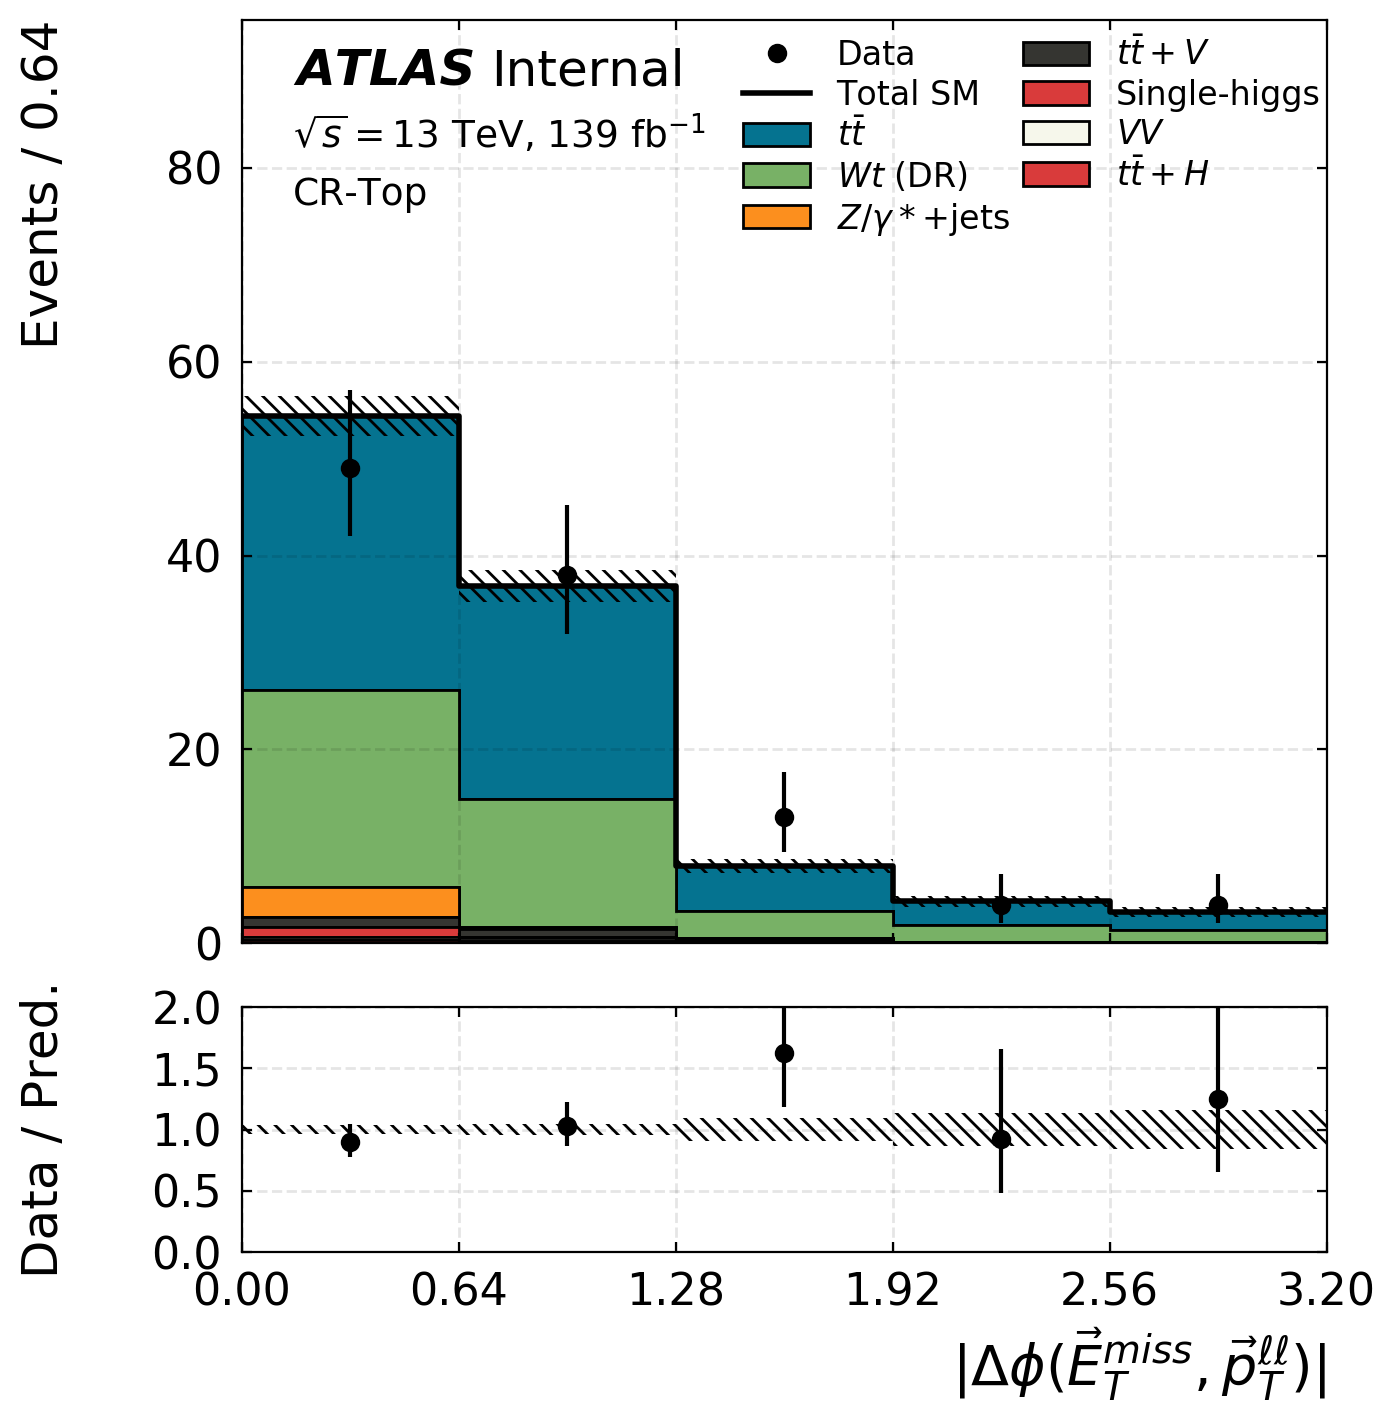 Events / 0.64
ATLAS Internal
√s = 13 TeV, 139 fb⁻¹
CR-Top
Data
Total SM
tt̄
Wt (DR)
Z/γ*+jets
tt̄ + V
Single-higgs
VV
tt̄ + H
80
60
40
20
0
Data / Pred.
2.0
1.5
1.0
0.5
0.0
0.00 0.64 1.28 1.92 2.56 3.20
|Δϕ(E⃗_T^miss, p⃗_T^ℓℓ)|